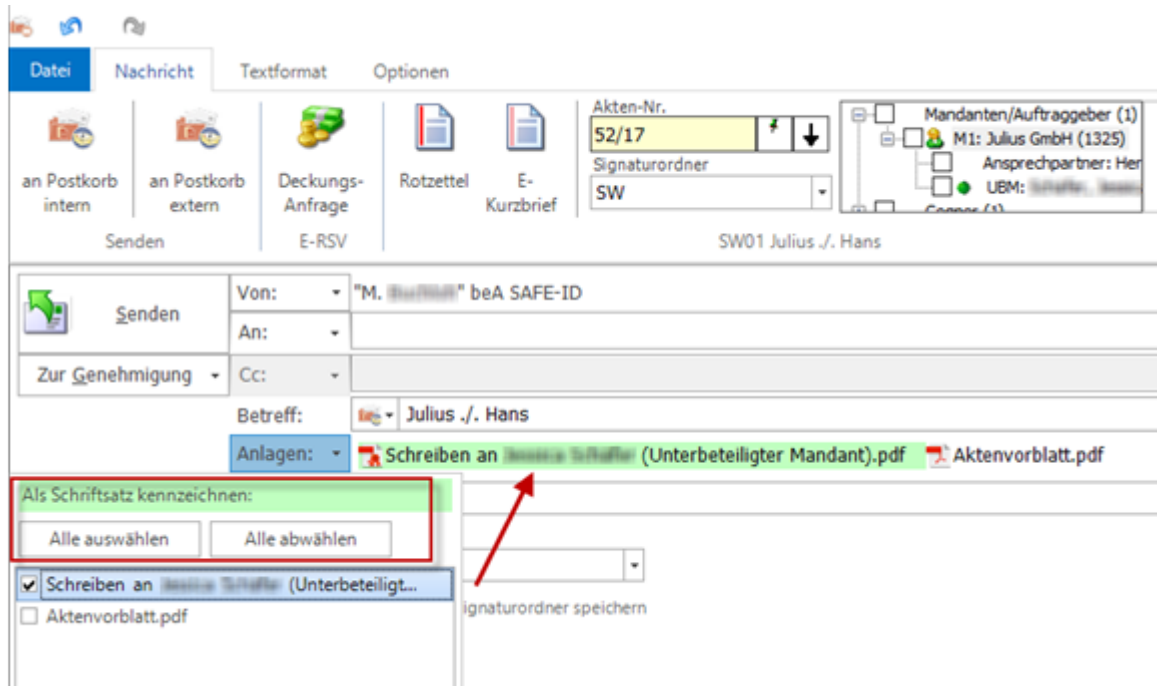 Datei Nachricht Textformat Optionen
an Postkorb intern
an Postkorb extern
Senden
Deckungs-
Anfrage
E-RSV
Rotzettel
E-
Kurzbrief
Akten-Nr.
52/17
Signaturordner
SW
Mandanten/Auftraggeber (1)
M1: Julius GmbH (1325)
Ansprechpartner: Her
UBM:
SW01 Julius ./. Hans
Senden
Zur Genehmigung
Von: "M. " beA SAFE-ID
An:
Cc:
Betreff: Julius ./. Hans
Anlagen: Schreiben an (Unterbeteiligter Mandant).pdf Aktenvorblatt.pdf
Als Schriftsatz kennzeichnen:
Alle auswählen Alle abwählen
Schreiben an (Unterbeteiligt...
Aktenvorblatt.pdf
ignaturordner speichern